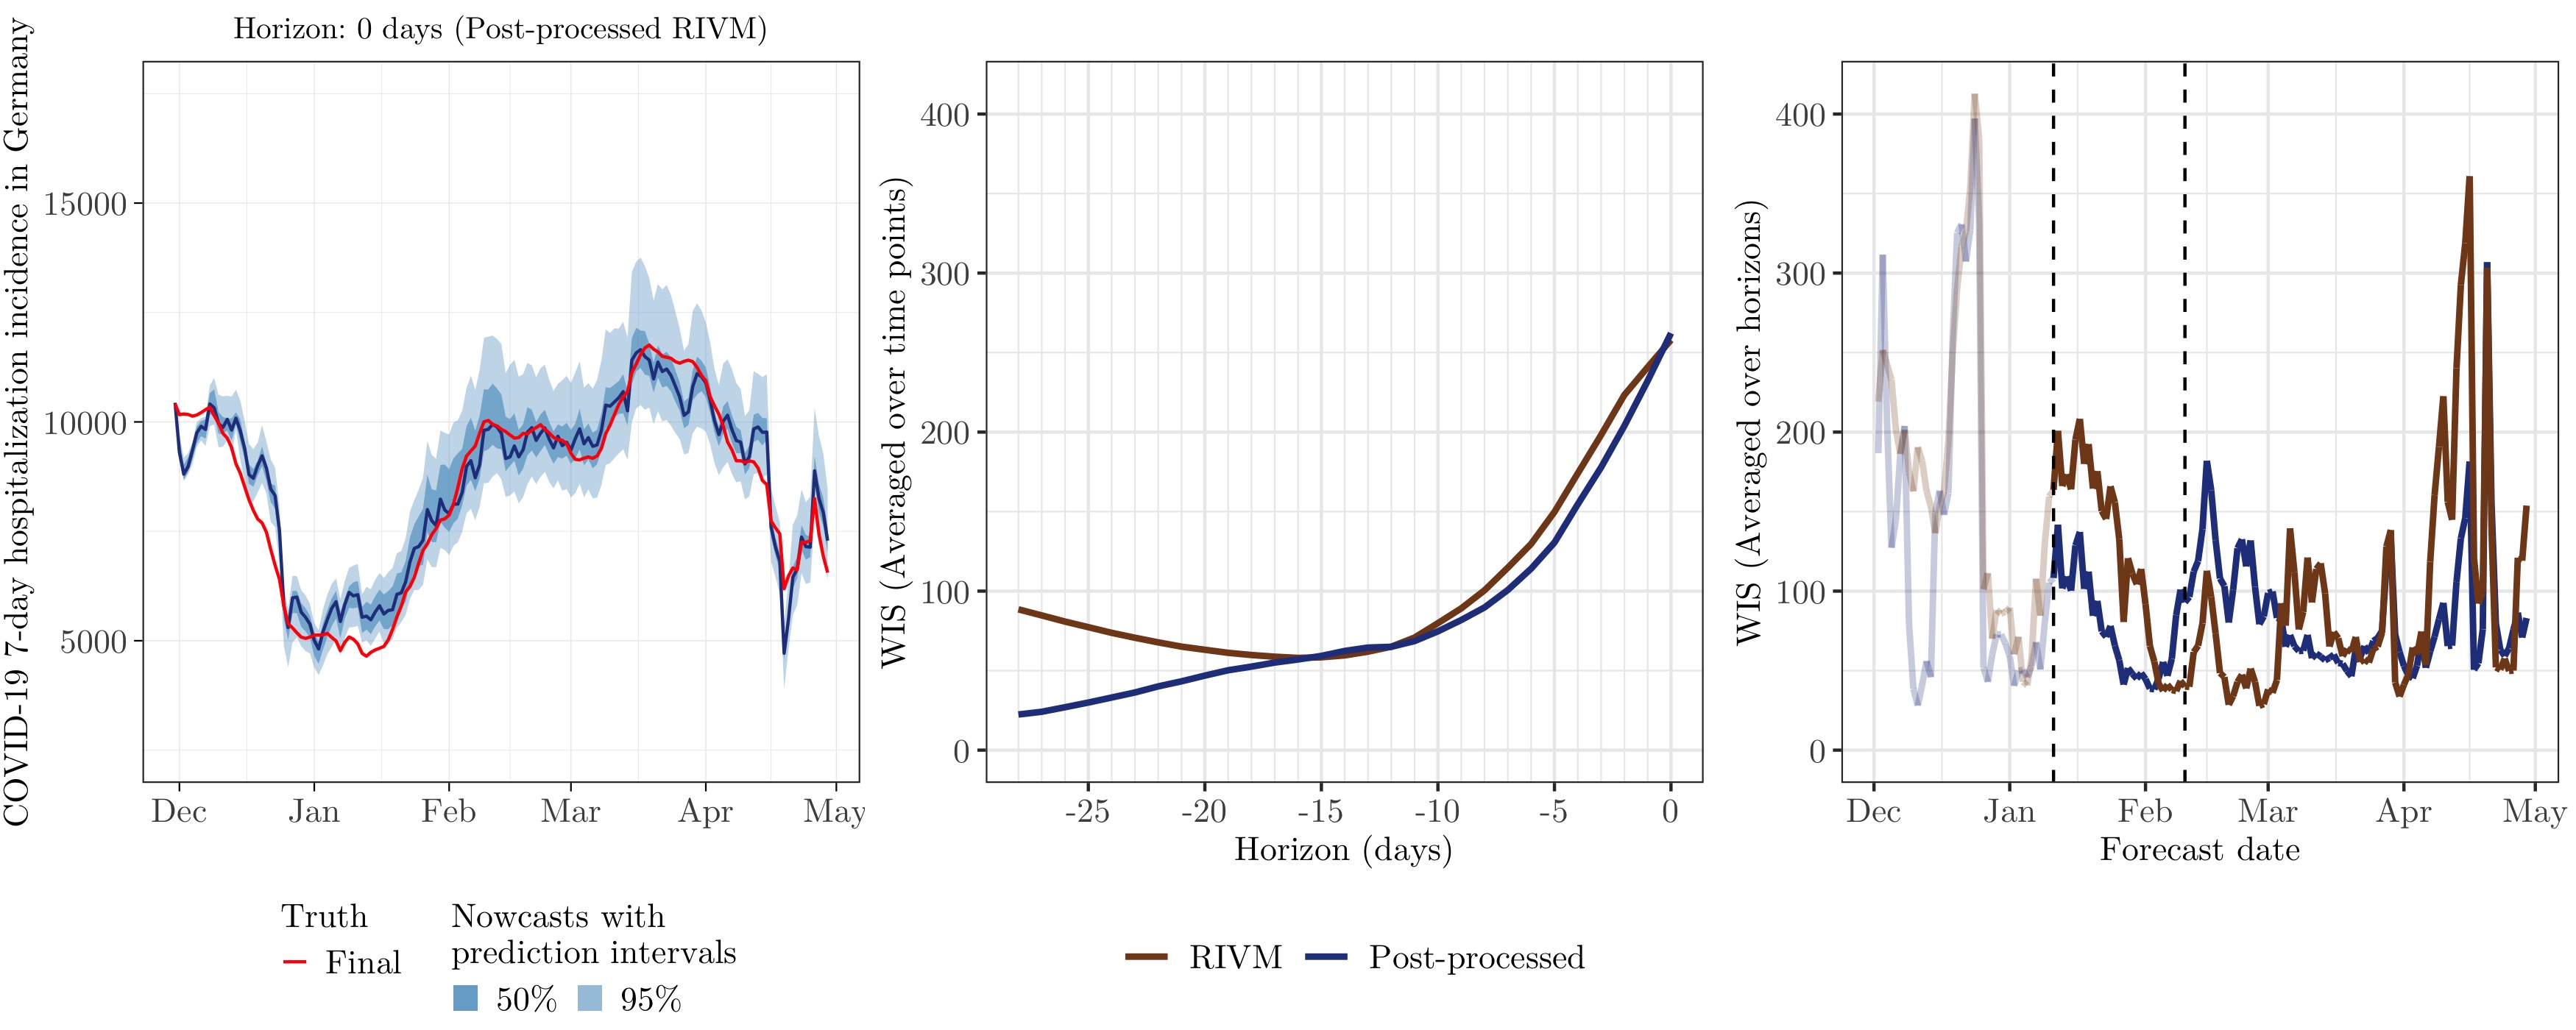 Horizon: 0 days (Post-processed RIVM)
COVID-19 7-day hospitalization incidence in Germany
15000
10000
5000
Dec Jan Feb Mar Apr May
Truth
Final
Nowcasts with
prediction intervals
50% 95%
WIS (Averaged over time points)
400
300
200
100
0
-25 -20 -15 -10 -5 0
Horizon (days)
RIVM Post-processed
WIS (Averaged over horizons)
400
300
200
100
0
Dec Jan Feb Mar Apr May
Forecast date